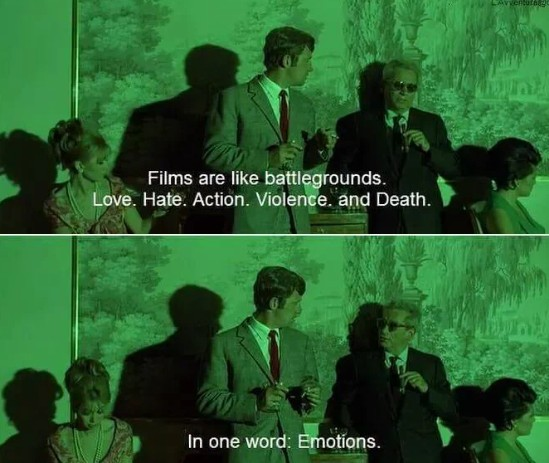 Films are like battlegrounds.
Love. Hate. Action. Violence. and Death.
In one word: Emotions.